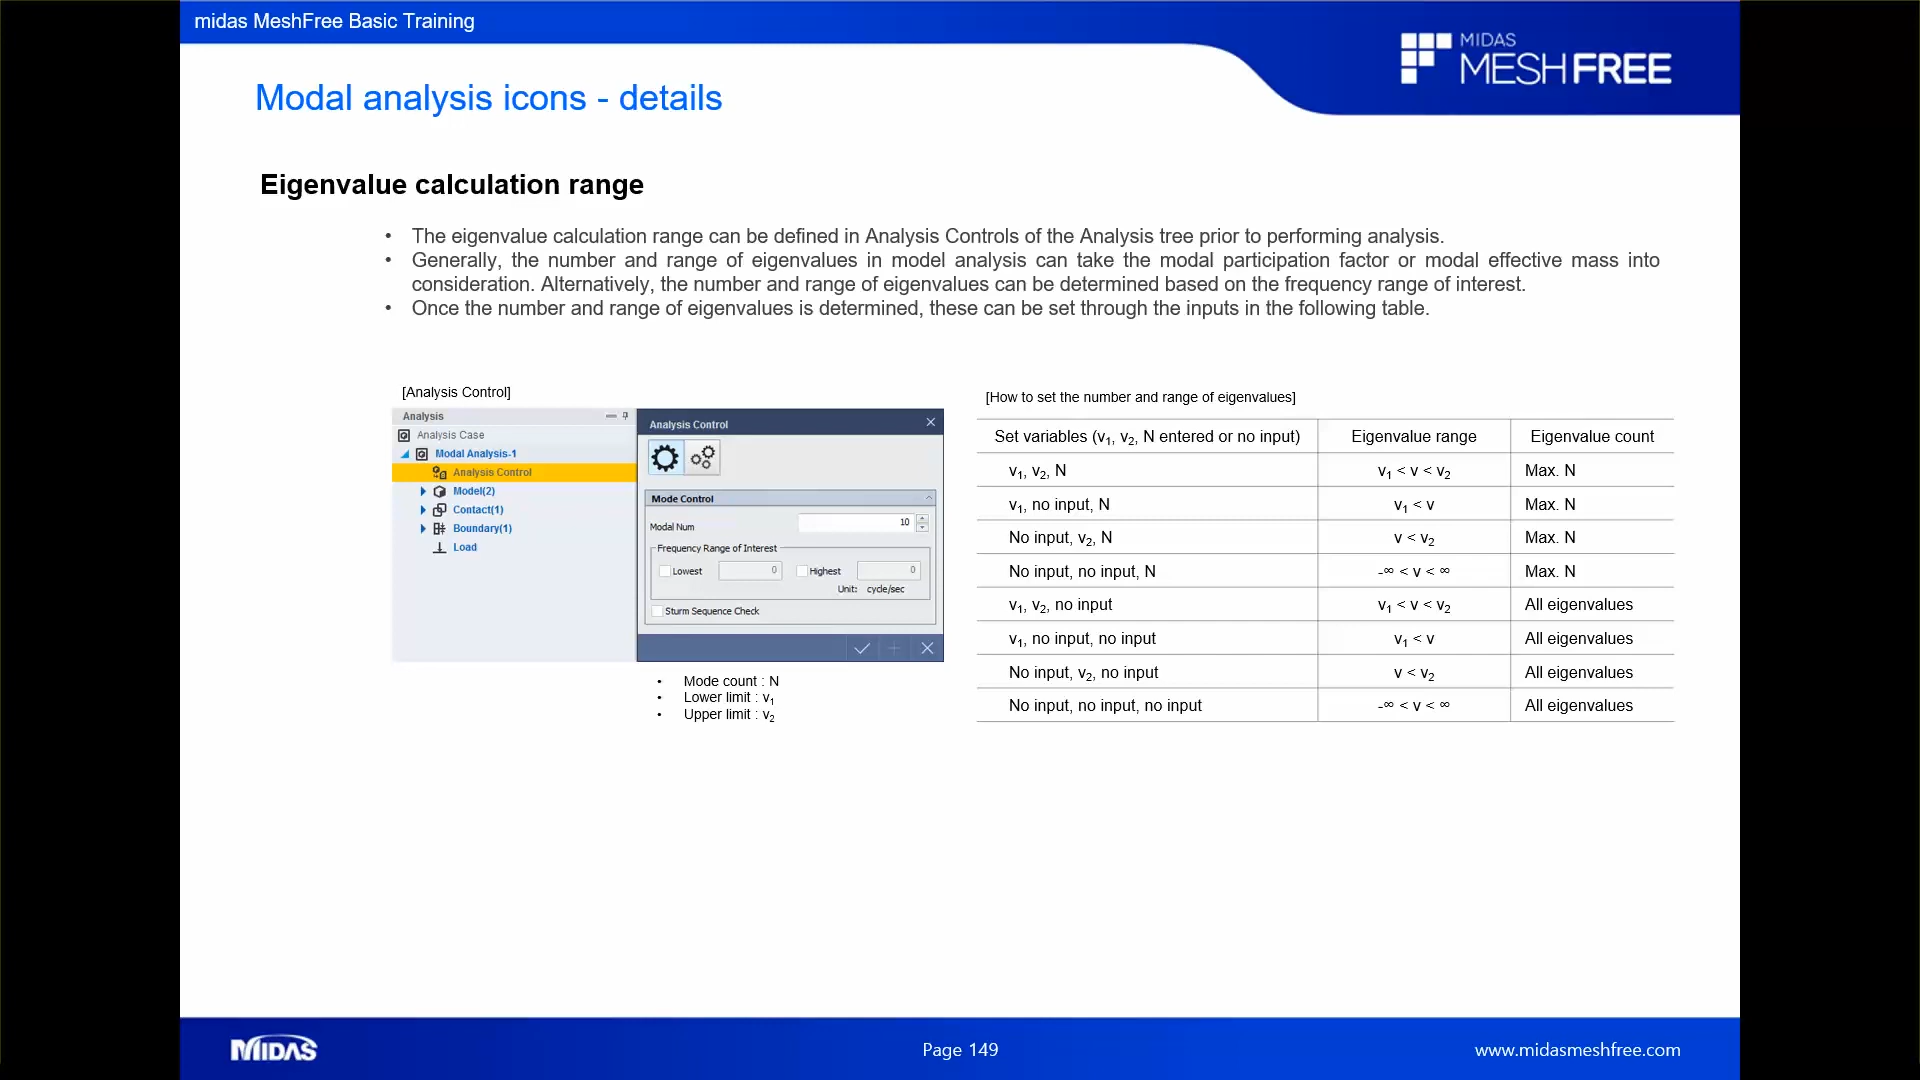 midas MeshFree Basic Training
MIDAS
MESHFREE
Modal analysis icons - details
Eigenvalue calculation range
• The eigenvalue calculation range can be defined in Analysis Controls of the Analysis tree prior to performing analysis.
• Generally, the number and range of eigenvalues in model analysis can take the modal participation factor or modal effective mass into
consideration. Alternatively, the number and range of eigenvalues can be determined based on the frequency range of interest.
• Once the number and range of eigenvalues is determined, these can be set through the inputs in the following table.
[Analysis Control]
Analysis
Analysis Case
Modal Analysis-1
Analysis Control
Model(2)
Contact(1)
Boundary(1)
Load
Analysis Control
Mode Control
Modal Num 10
Frequency Range of Interest
Lowest 0 Highest 0
Unit: cycle/sec
Sturm Sequence Check
• Mode count : N
• Lower limit : v₁
• Upper limit : v₂
[How to set the number and range of eigenvalues]
Set variables (v₁, v₂, N entered or no input) Eigenvalue range Eigenvalue count
v₁, v₂, N v₁ < v < v₂ Max. N
v₁, no input, N v₁ < v Max. N
No input, v₂, N v < v₂ Max. N
No input, no input, N -∞ < v < ∞ Max. N
v₁, v₂, no input v₁ < v < v₂ All eigenvalues
v₁, no input, no input v₁ < v All eigenvalues
No input, v₂, no input v < v₂ All eigenvalues
No input, no input, no input -∞ < v < ∞ All eigenvalues
MIDAS
Page 149
www.midasmeshfree.com